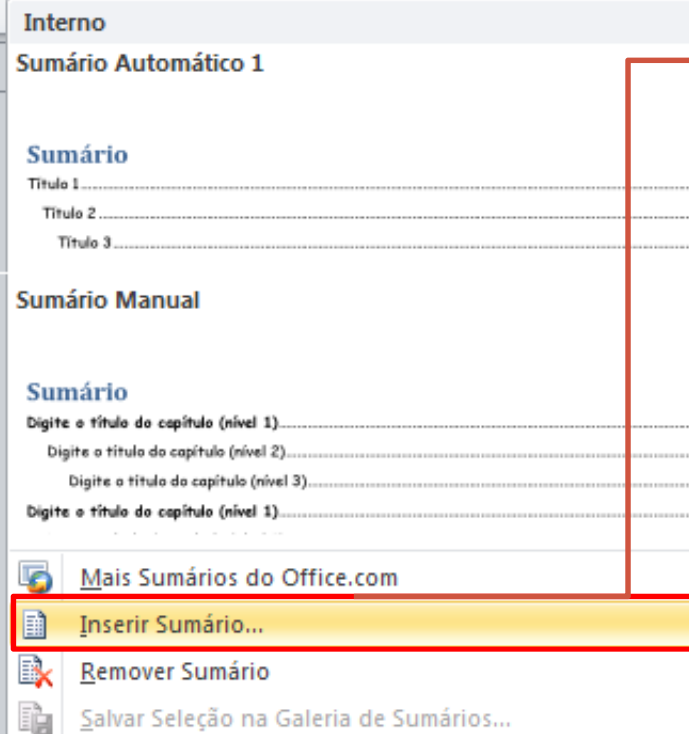 Interno
Sumário Automático 1
Sumário
Título 1
Título 2
Título 3
Sumário Manual
Sumário
Digite o título do capítulo (nível 1)
Digite o título do capítulo (nível 2)
Digite o título do capítulo (nível 3)
Digite o título do capítulo (nível 1)
Mais Sumários do Office.com
Inserir Sumário...
Remover Sumário
Salvar Seleção na Galeria de Sumários...